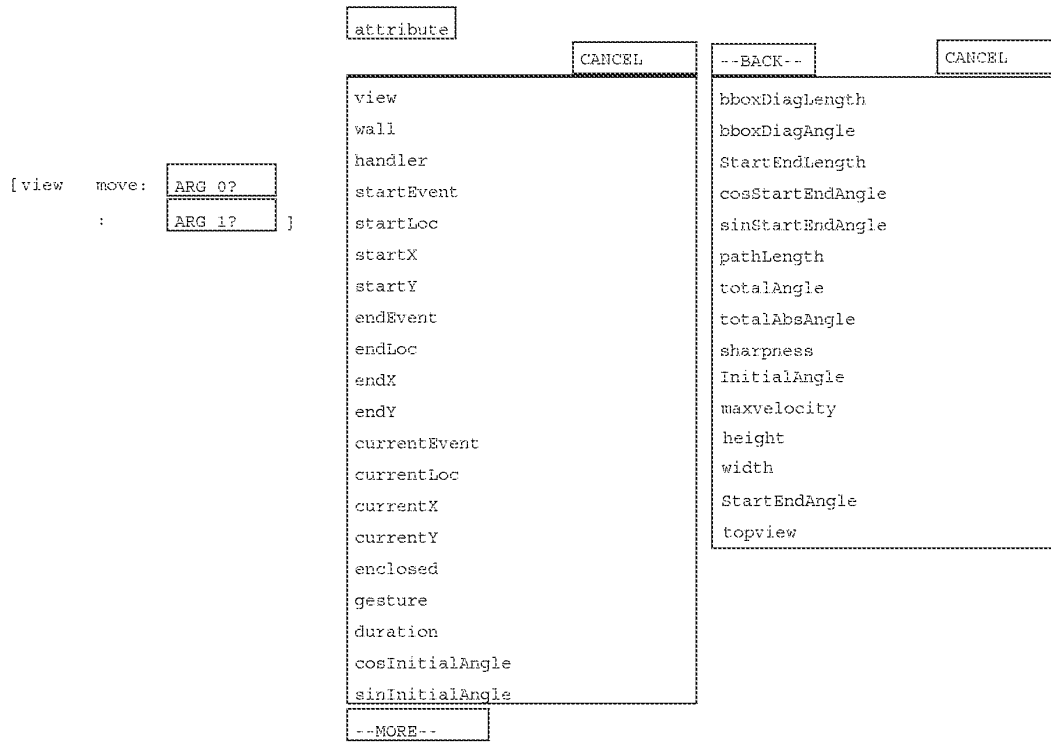 attribute
CANCEL
view
wall
handler
startEvent
startLoc
startX
startY
endEvent
endLoc
endX
endY
currentEvent
currentLoc
currentX
currentY
enclosed
gesture
duration
cosInitialAngle
sinInitialAngle
--MORE--
--BACK--
CANCEL
bboxDiagLength
bboxDiagAngle
StartEndLength
cosStartEndAngle
sinStartEndAngle
pathLength
totalAngle
totalAbsAngle
sharpness
InitialAngle
maxvelocity
height
width
StartEndAngle
topview
[view move: ARG 0?
: ARG 1? ]